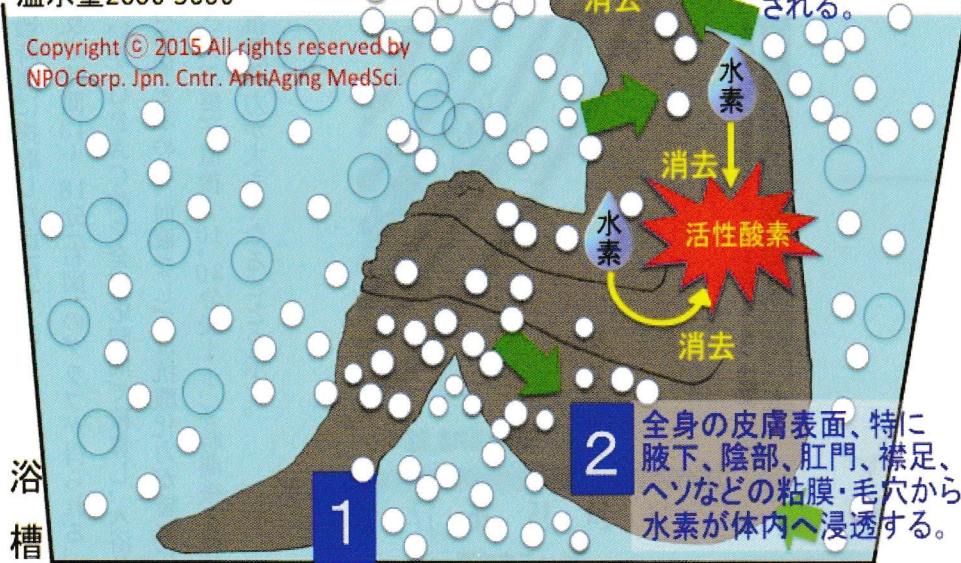 消去
される。
Copyright © 2015 All rights reserved by
NPO Corp. Jpn. Cntr. AntiAging MedSci.
水素
消去
水素
活性酸素
消去
2
全身の皮膚表面、特に
腋下、陰部、肛門、襟足、
ヘソなどの粘膜・毛穴から
水素が体内へ浸透する。
1
浴槽